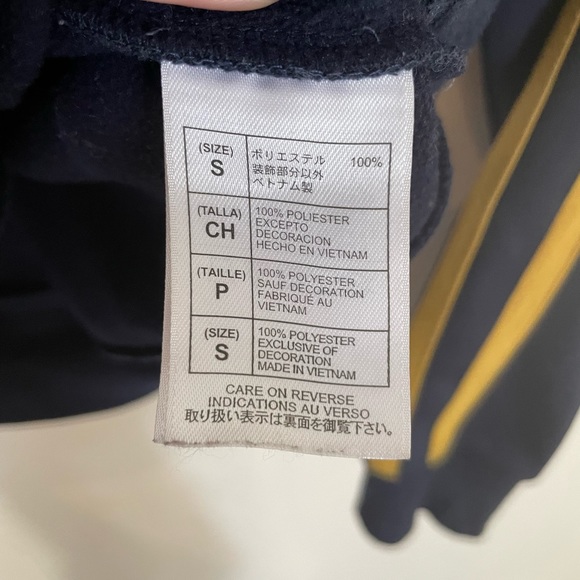 (SIZE)
S
ポリエステル 100%
装飾部分以外
ベトナム製
(TALLA)
CH
100% POLIESTER
EXCEPTO
DECORACION
HECHO EN VIETNAM
(TAILLE)
P
100% POLYESTER
SAUF DECORATION
FABRIQUÉ AU
VIETNAM
(SIZE)
S
100% POLYESTER
EXCLUSIVE OF
DECORATION
MADE IN VIETNAM
CARE ON REVERSE
INDICATIONS AU VERSO
取り扱い表示は裏面を御覧下さい.